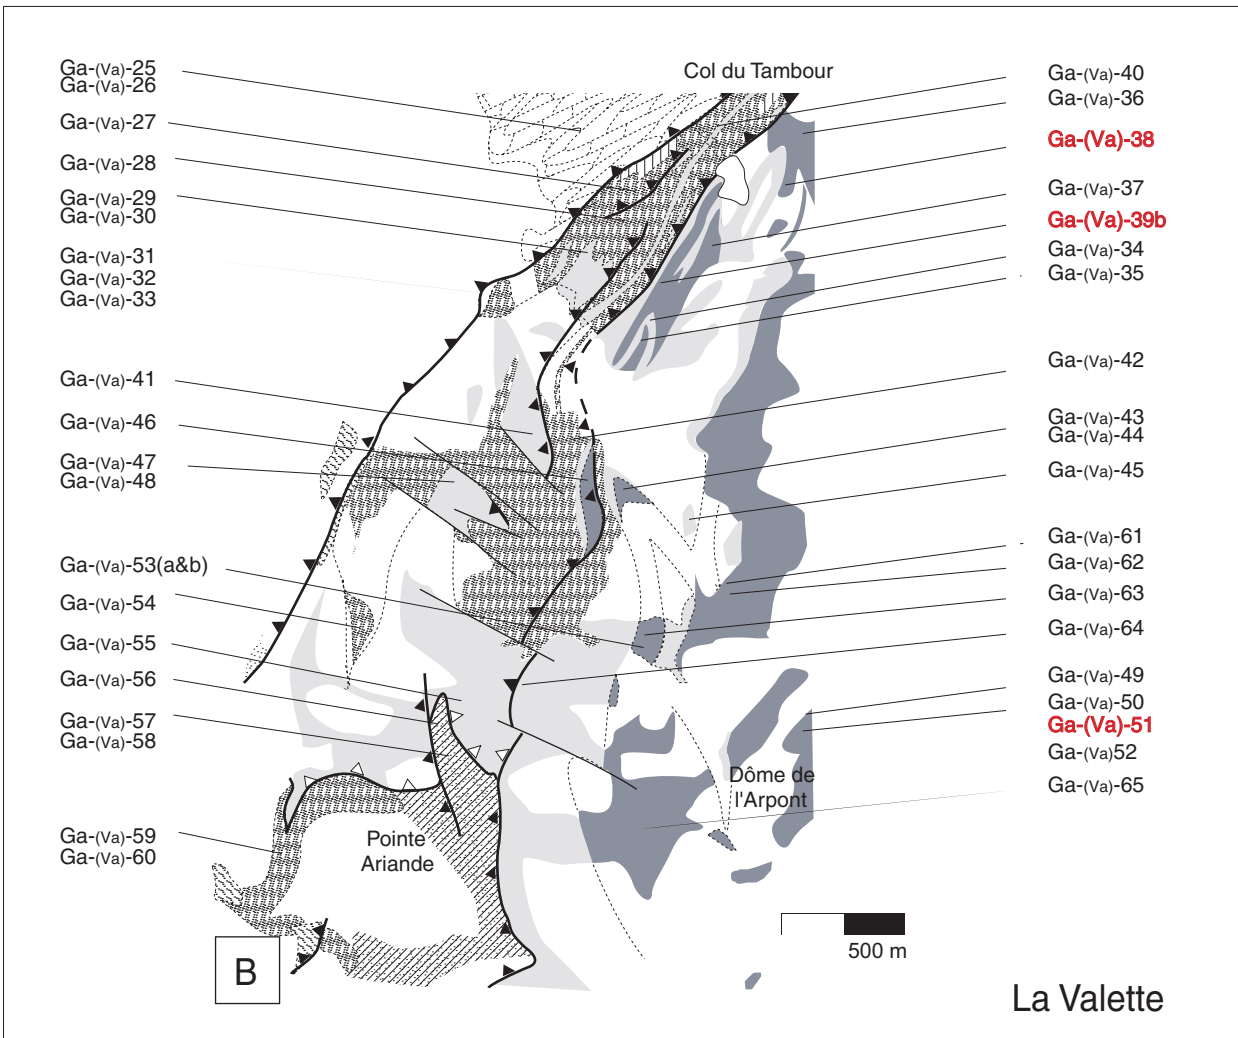 Ga-(Va)-25
Ga-(Va)-26
Ga-(Va)-27
Ga-(Va)-28
Ga-(Va)-29
Ga-(Va)-30
Ga-(Va)-31
Ga-(Va)-32
Ga-(Va)-33
Ga-(Va)-41
Ga-(Va)-46
Ga-(Va)-47
Ga-(Va)-48
Ga-(Va)-53(a&b)
Ga-(Va)-54
Ga-(Va)-55
Ga-(Va)-56
Ga-(Va)-57
Ga-(Va)-58
Ga-(Va)-59
Ga-(Va)-60
Col du Tambour
Dôme de
l'Arpont
Pointe
Ariande
B
500 m
Ga-(Va)-40
Ga-(Va)-36
Ga-(Va)-38
Ga-(Va)-37
Ga-(Va)-39b
Ga-(Va)-34
Ga-(Va)-35
Ga-(Va)-42
Ga-(Va)-43
Ga-(Va)-44
Ga-(Va)-45
Ga-(Va)-61
Ga-(Va)-62
Ga-(Va)-63
Ga-(Va)-64
Ga-(Va)-49
Ga-(Va)-50
Ga-(Va)-51
Ga-(Va)52
Ga-(Va)-65
La Valette